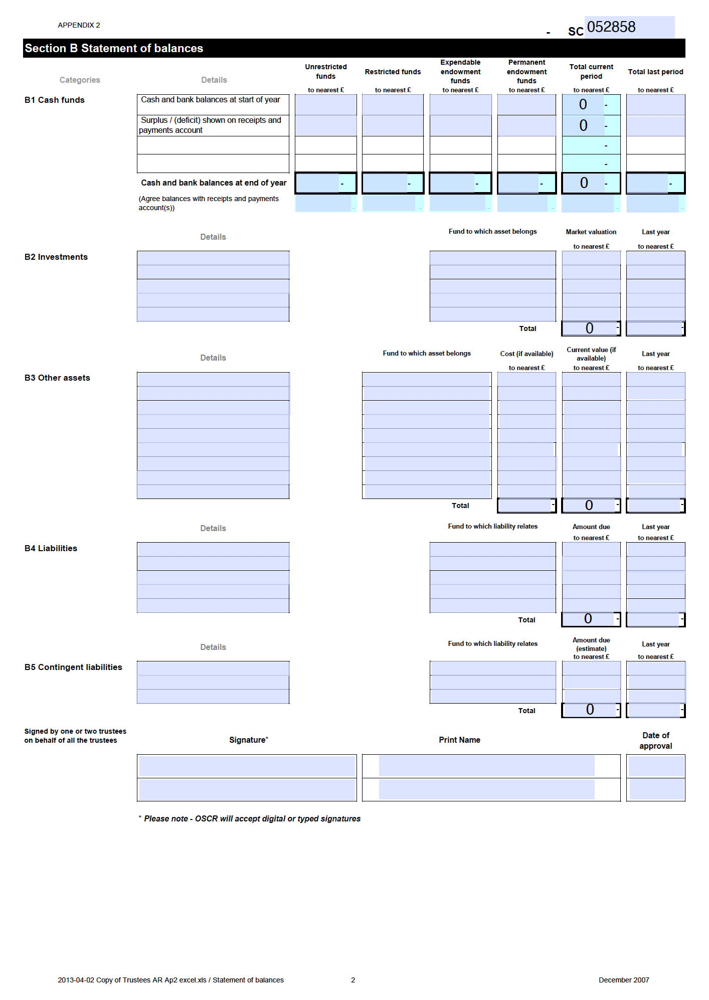 APPENDIX 2
- SC 052858
Section B Statement of balances
Categories Details Unrestricted funds Restricted funds Expendable endowment funds Permanent endowment funds Total current period Total last period
to nearest £ to nearest £ to nearest £ to nearest £ to nearest £ to nearest £
B1 Cash funds Cash and bank balances at start of year 0 -
Surplus / (deficit) shown on receipts and
payments account 0 -
-
-
Cash and bank balances at end of year - - - - 0 - -
(Agree balances with receipts and payments
account(s)) - - - - - -
Details Fund to which asset belongs Market valuation Last year
to nearest £ to nearest £
B2 Investments
Total 0 - -
Details Fund to which asset belongs Cost (if available) Current value (if available) Last year
to nearest £ to nearest £ to nearest £
B3 Other assets
Total - 0 - -
Details Fund to which liability relates Amount due Last year
to nearest £ to nearest £
B4 Liabilities
Total 0 - -
Details Fund to which liability relates Amount due (estimate) Last year
to nearest £ to nearest £
B5 Contingent liabilities
Total 0 - -
Signed by one or two trustees
on behalf of all the trustees Signature* Print Name Date of approval
* Please note - OSCR will accept digital or typed signatures
2013-04-02 Copy of Trustees AR Ap2 excel.xls / Statement of balances 2 December 2007